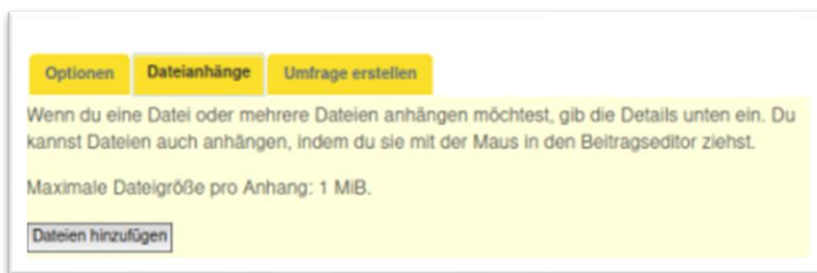 Optionen Dateianhänge Umfrage erstellen
Wenn du eine Datei oder mehrere Dateien anhängen möchtest, gib die Details unten ein. Du
kannst Dateien auch anhängen, indem du sie mit der Maus in den Beitragseditor ziehst.
Maximale Dateigröße pro Anhang: 1 MiB.
Dateien hinzufügen